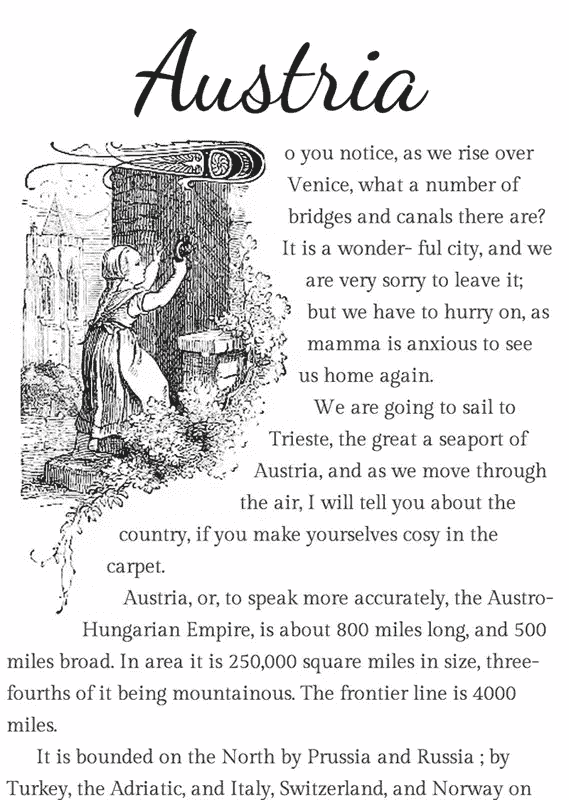 Austria
o you notice, as we rise over
Venice, what a number of
bridges and canals there are?
It is a wonder- ful city, and we
are very sorry to leave it;
but we have to hurry on, as
mamma is anxious to see
us home again.
We are going to sail to
Trieste, the great a seaport of
Austria, and as we move through
the air, I will tell you about the
country, if you make yourselves cosy in the
carpet.
Austria, or, to speak more accurately, the Austro-
Hungarian Empire, is about 800 miles long, and 500
miles broad. In area it is 250,000 square miles in size, three-
fourths of it being mountainous. The frontier line is 4000
miles.
It is bounded on the North by Prussia and Russia ; by
Turkey, the Adriatic, and Italy, Switzerland, and Norway on